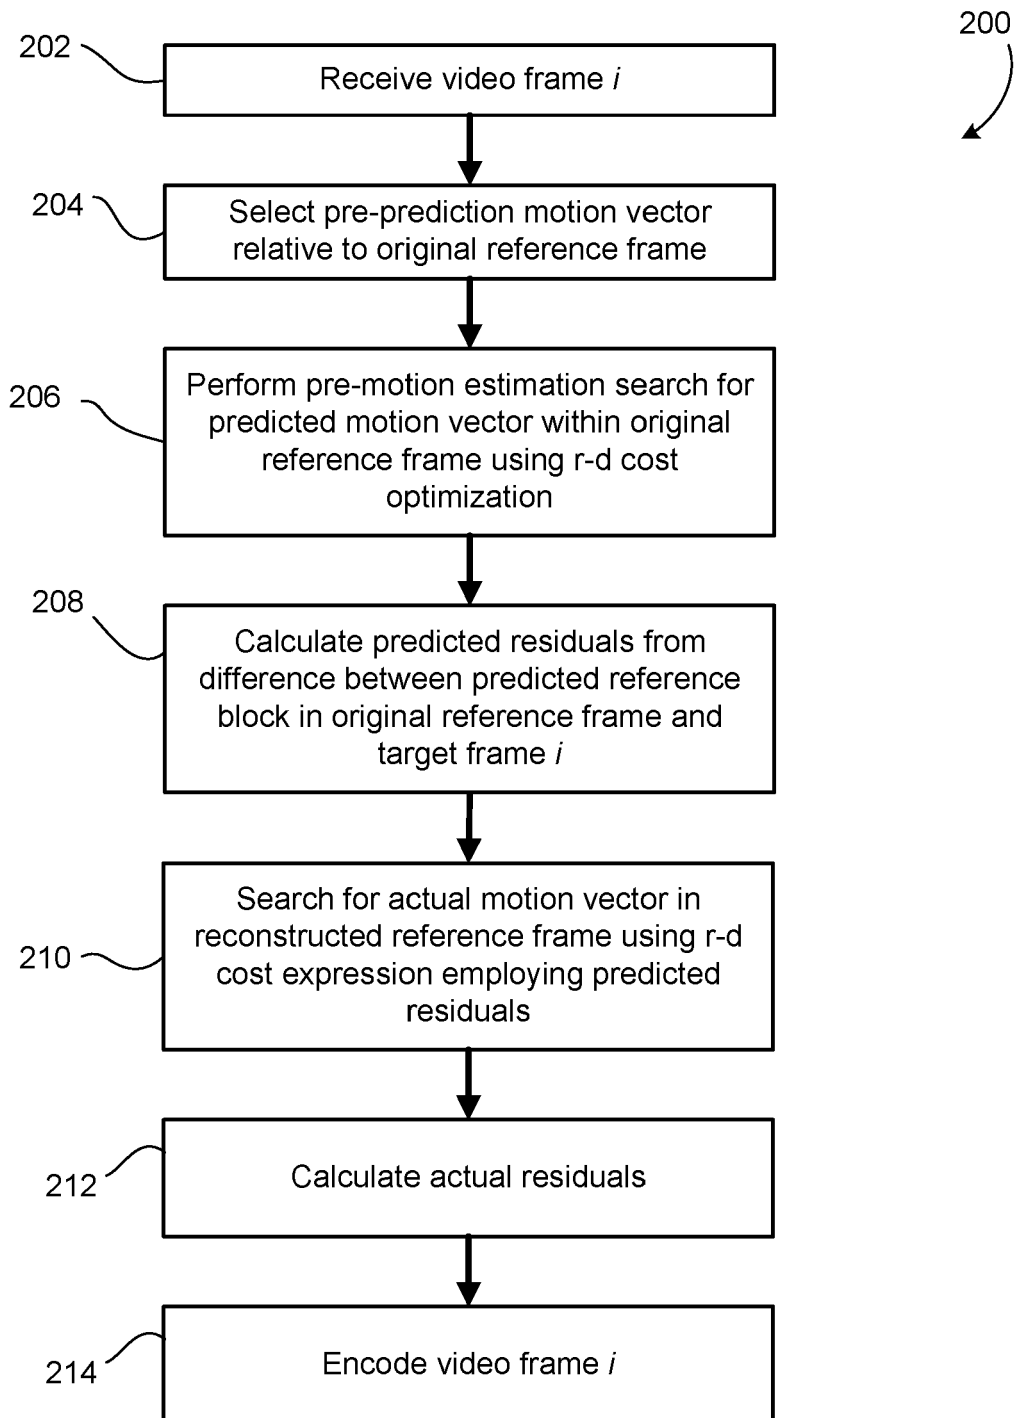 200
202
Receive video frame i
204
Select pre-prediction motion vector
relative to original reference frame
206
Perform pre-motion estimation search for
predicted motion vector within original
reference frame using r-d cost
optimization
208
Calculate predicted residuals from
difference between predicted reference
block in original reference frame and
target frame i
210
Search for actual motion vector in
reconstructed reference frame using r-d
cost expression employing predicted
residuals
212
Calculate actual residuals
214
Encode video frame i